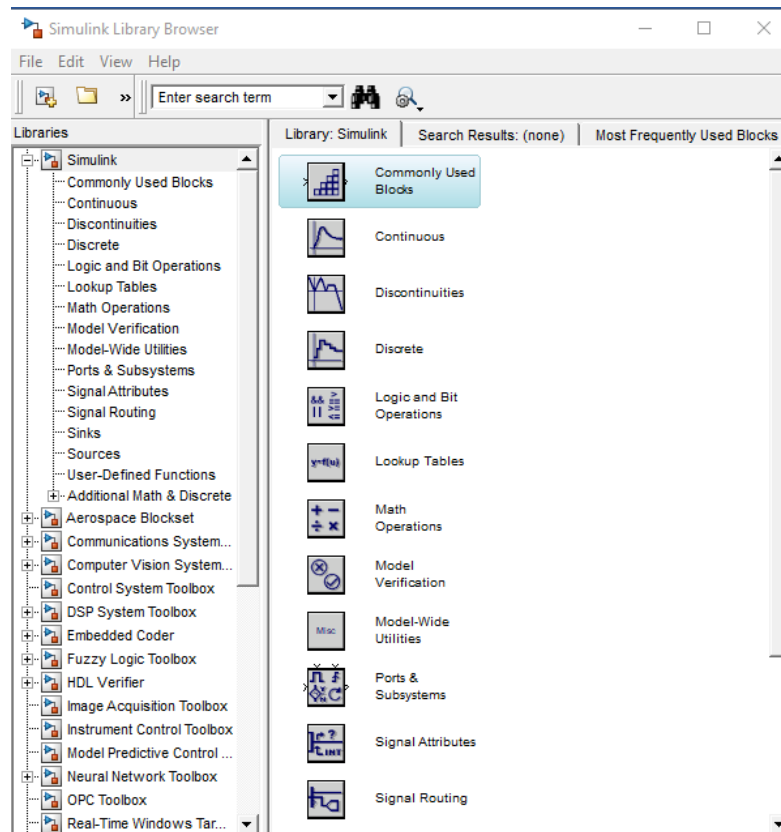 Simulink Library Browser
File Edit View Help
» Enter search term
Libraries
Library: Simulink Search Results: (none) Most Frequently Used Blocks
Simulink
Commonly Used Blocks
Continuous
Discontinuities
Discrete
Logic and Bit Operations
Lookup Tables
Math Operations
Model Verification
Model-Wide Utilities
Ports & Subsystems
Signal Attributes
Signal Routing
Sinks
Sources
User-Defined Functions
Additional Math & Discrete
Aerospace Blockset
Communications System...
Computer Vision System...
Control System Toolbox
DSP System Toolbox
Embedded Coder
Fuzzy Logic Toolbox
HDL Verifier
Image Acquisition Toolbox
Instrument Control Toolbox
Model Predictive Control ...
Neural Network Toolbox
OPC Toolbox
Real-Time Windows Tar...
Commonly Used
Blocks
Continuous
Discontinuities
Discrete
&& >
|| >=
<=
Logic and Bit
Operations
y=f(u)
Lookup Tables
+ −
÷ ×
Math
Operations
Model
Verification
Misc
Model-Wide
Utilities
Ports &
Subsystems
?
INT
Signal Attributes
Signal Routing